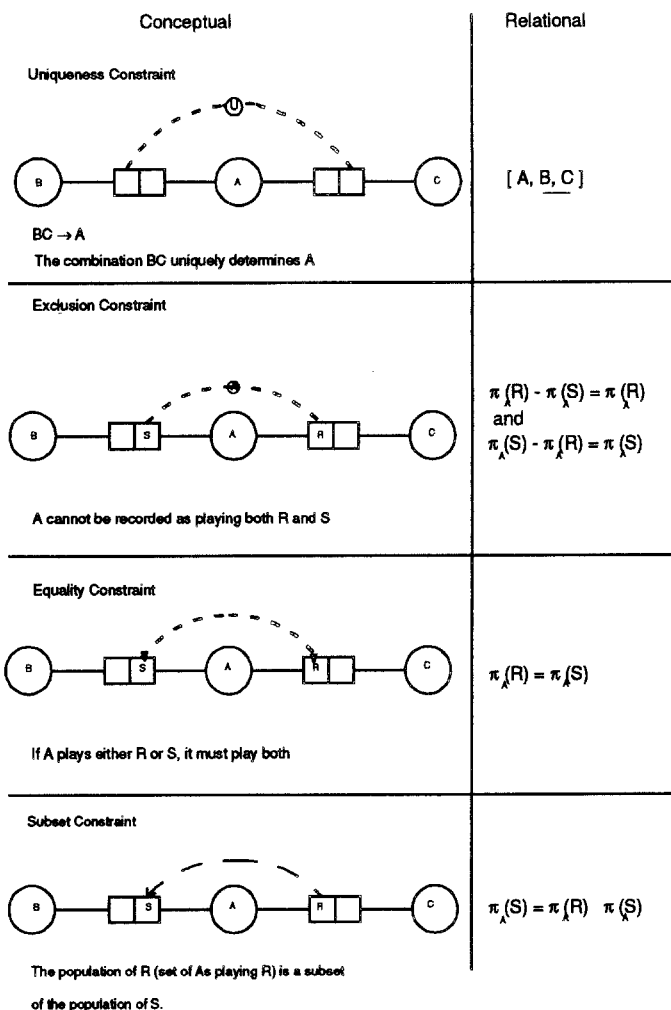 Conceptual
Relational
Uniqueness Constraint
U
B
A
C
[ A, B, C ]
BC → A
The combination BC uniquely determines A
Exclusion Constraint
B
S
A
R
C
π_A(R) - π_A(S) = π_A(R)
and
π_A(S) - π_A(R) = π_A(S)
A cannot be recorded as playing both R and S
Equality Constraint
B
S
A
R
C
π_A(R) = π_A(S)
If A plays either R or S, it must play both
Subset Constraint
B
S
A
R
C
π_A(S) = π_A(R) π_A(S)
The population of R (set of As playing R) is a subset
of the population of S.